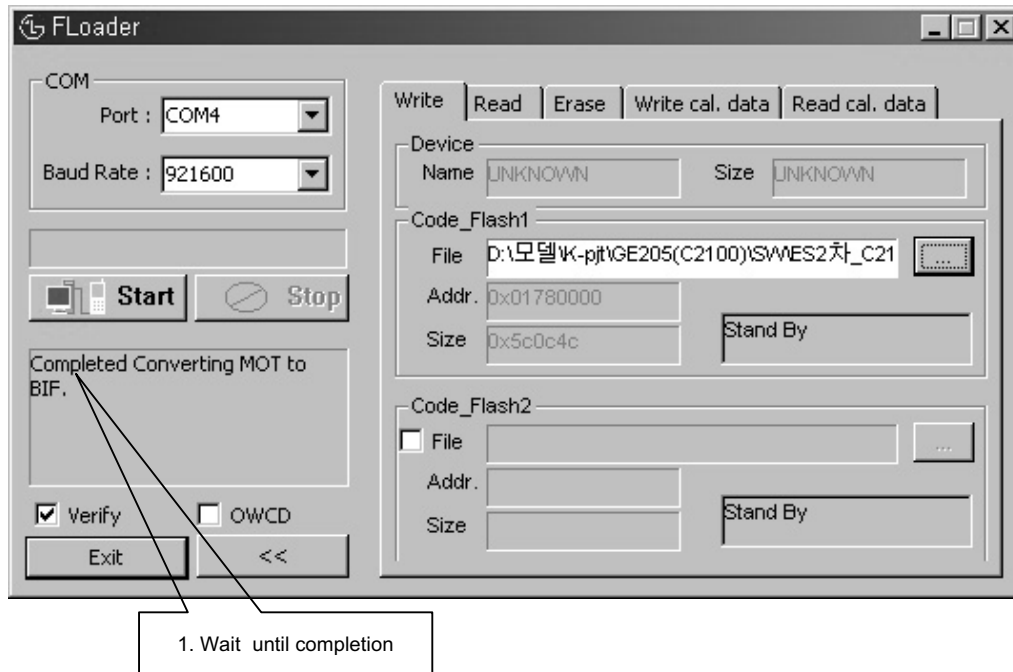 FLoader
COM
Port : COM4
Baud Rate : 921600
Start Stop
Completed Converting MOT to
BIF.
Verify OWCD
Exit <<
Write Read Erase Write cal. data Read cal. data
Device
Name UNKNOWN Size UNKNOWN
Code_Flash1
File D:\모델\K-pjt\GE205(C2100)\SW\ES2차_C21 ...
Addr. 0x01780000
Size 0x5c0c4c
Stand By
Code_Flash2
File ...
Addr.
Size
Stand By
1. Wait until completion